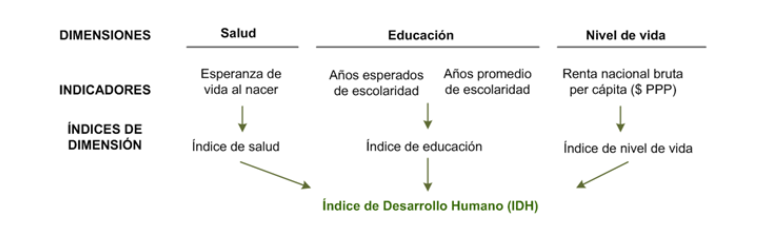 DIMENSIONES Salud Educación Nivel de vida
INDICADORES
Esperanza de
vida al nacer
Años esperados
de escolaridad
Años promedio
de escolaridad
Renta nacional bruta
per cápita ($ PPP)
ÍNDICES DE
DIMENSIÓN
Índice de salud
Índice de educación
Índice de nivel de vida
Índice de Desarrollo Humano (IDH)